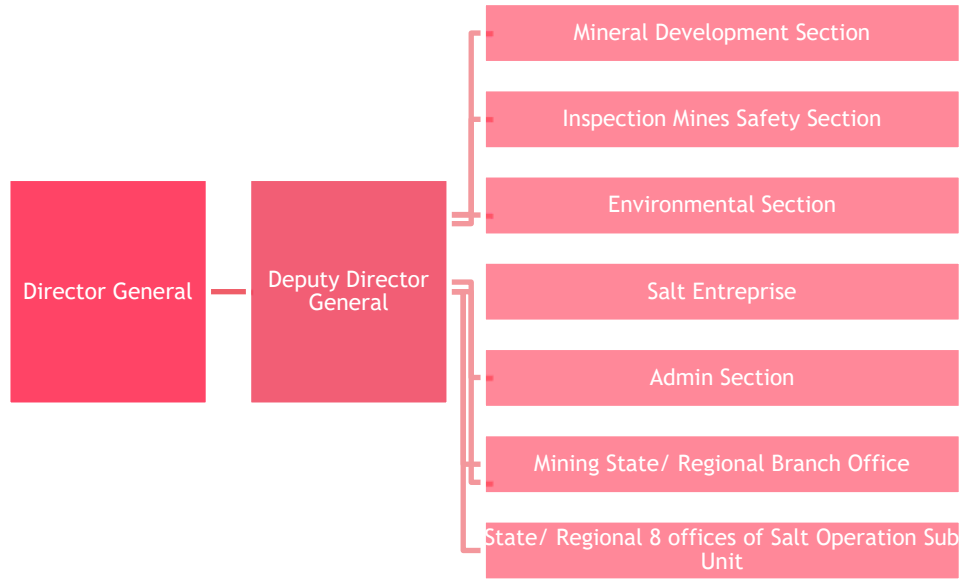 Mineral Development Section
Inspection Mines Safety Section
Environmental Section
Director General
Deputy Director
General
Salt Entreprise
Admin Section
Mining State/ Regional Branch Office
State/ Regional 8 offices of Salt Operation Sub
Unit